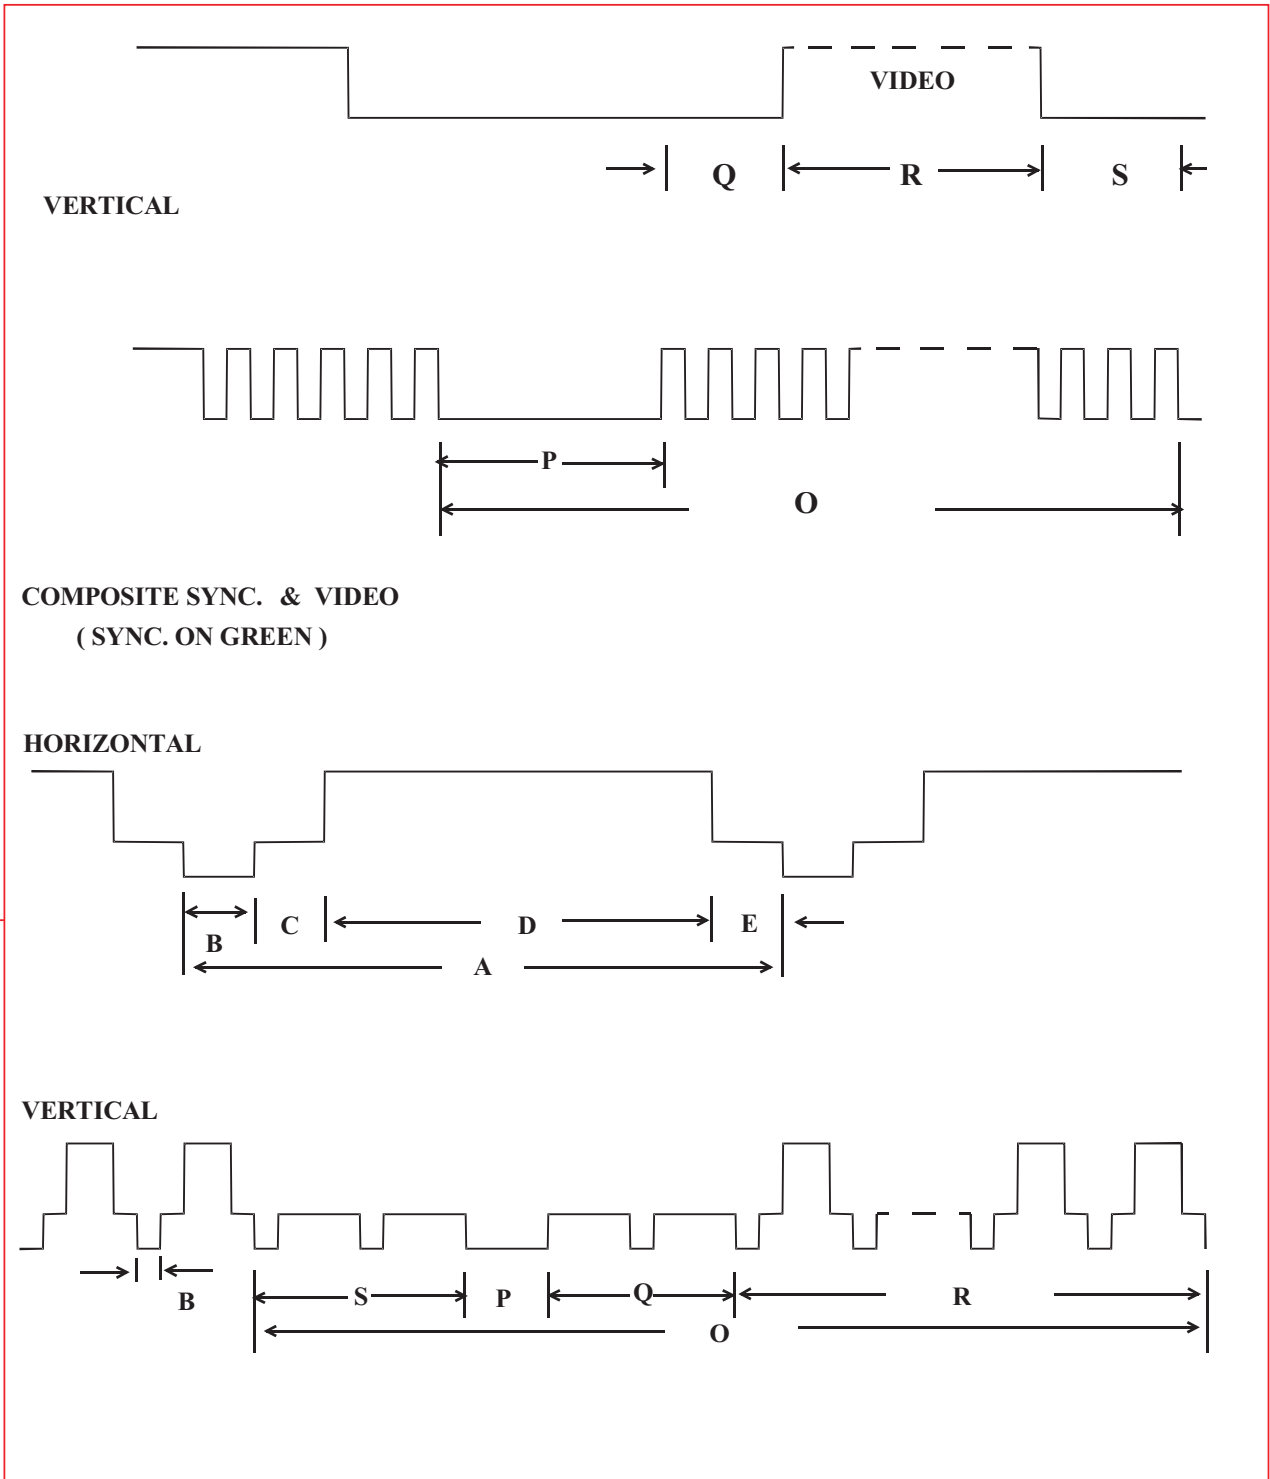 VIDEO
Q R S
VERTICAL
P
O
COMPOSITE SYNC. & VIDEO
( SYNC. ON GREEN )
HORIZONTAL
B C D E
A
VERTICAL
B S P Q R
O